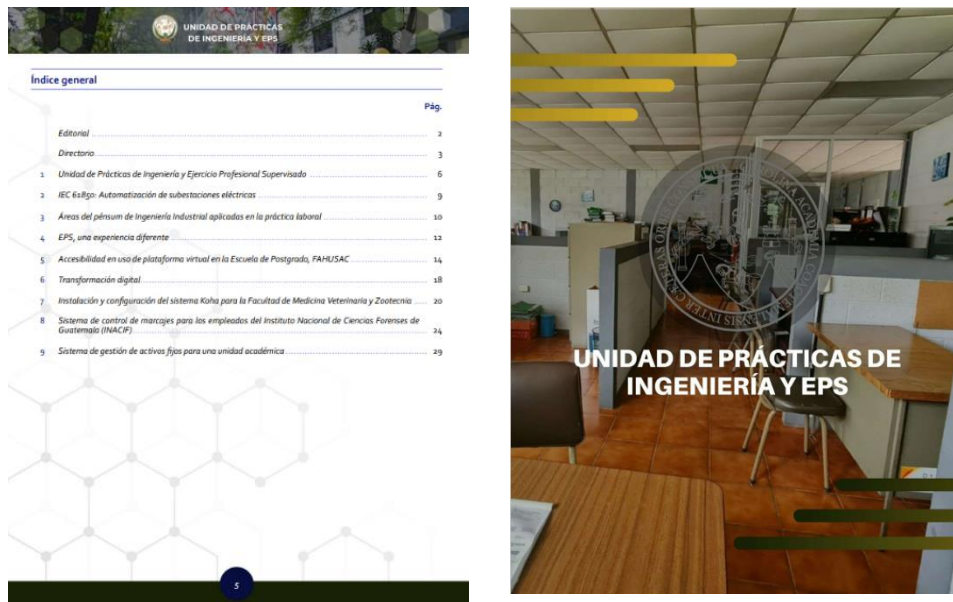 UNIDAD DE PRÁCTICAS
DE INGENIERÍA Y EPS
Índice general
Pág.
Editorial 2
Directorio 3
1 Unidad de Prácticas de Ingeniería y Ejercicio Profesional Supervisado 6
2 IEC 61850: Automatización de subestaciones eléctricas 9
3 Áreas del pénsum de Ingeniería Industrial aplicadas en la práctica laboral 10
4 EPS, una experiencia diferente 12
5 Accesibilidad en uso de plataforma virtual en la Escuela de Postgrado, FAHUSAC 14
6 Transformación digital 18
7 Instalación y configuración del sistema Koha para la Facultad de Medicina Veterinaria y Zootecnia 20
8 Sistema de control de marcajes para los empleados del Instituto Nacional de Ciencias Forenses de
Guatemala (INACIF) 24
9 Sistema de gestión de activos fijos para una unidad académica 29
5
UNIDAD DE PRÁCTICAS DE
INGENIERÍA Y EPS